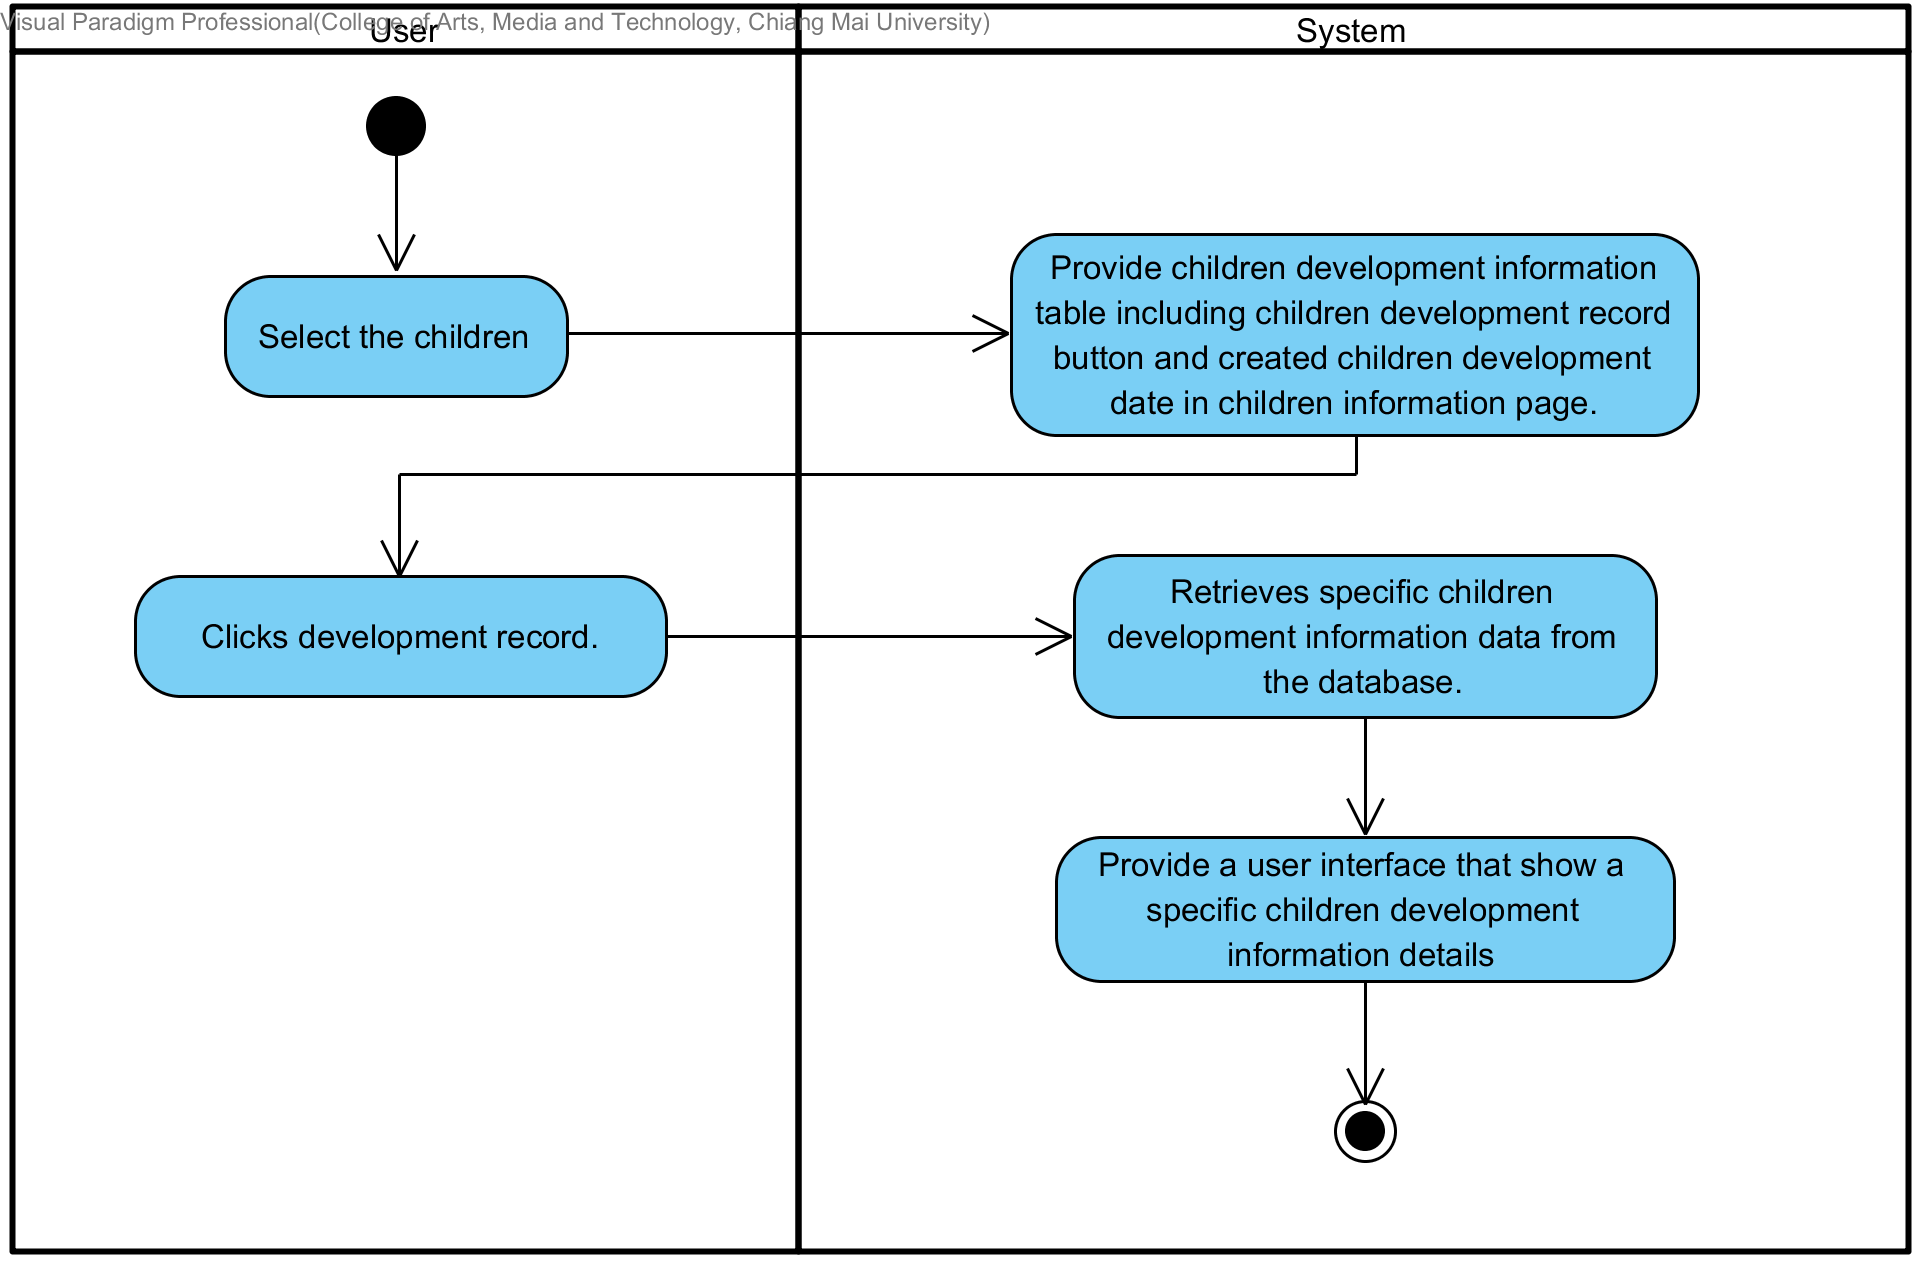 Visual Paradigm Professional(College of Arts, Media and Technology, Chiang Mai University)
User
System
Select the children
Provide children development information
table including children development record
button and created children development
date in children information page.
Clicks development record.
Retrieves specific children
development information data from
the database.
Provide a user interface that show a
specific children development
information details